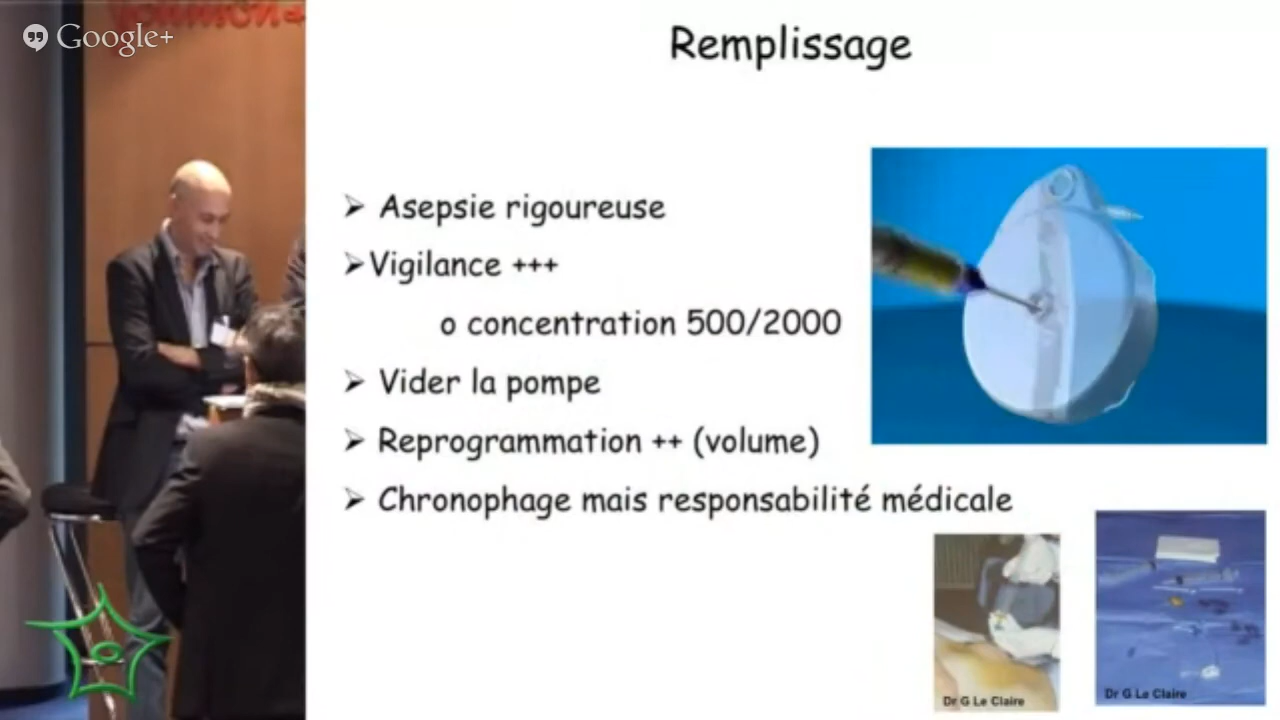 Google+
Remplissage
➢ Asepsie rigoureuse
➢Vigilance +++
o concentration 500/2000
➢ Vider la pompe
➢ Reprogrammation ++ (volume)
➢ Chronophage mais responsabilité médicale
Dr G Le Claire
Dr G Le Claire